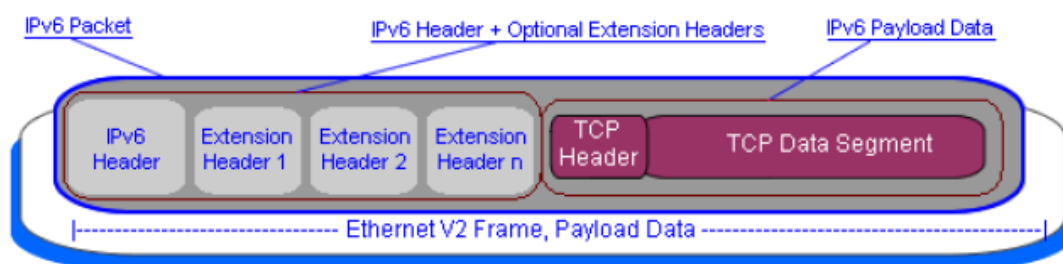 IPv6 Packet
IPv6 Header + Optional Extension Headers
IPv6 Payload Data
IPv6
Header
Extension
Header 1
Extension
Header 2
Extension
Header n
TCP
Header
TCP Data Segment
|---------------------------------- Ethernet V2 Frame, Payload Data --------------------------------------------|